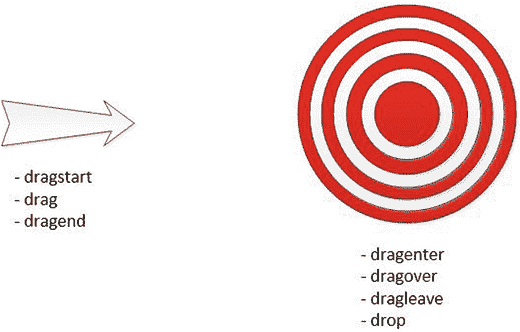 - dragstart
- drag
- dragend
- dragenter
- dragover
- dragleave
- drop